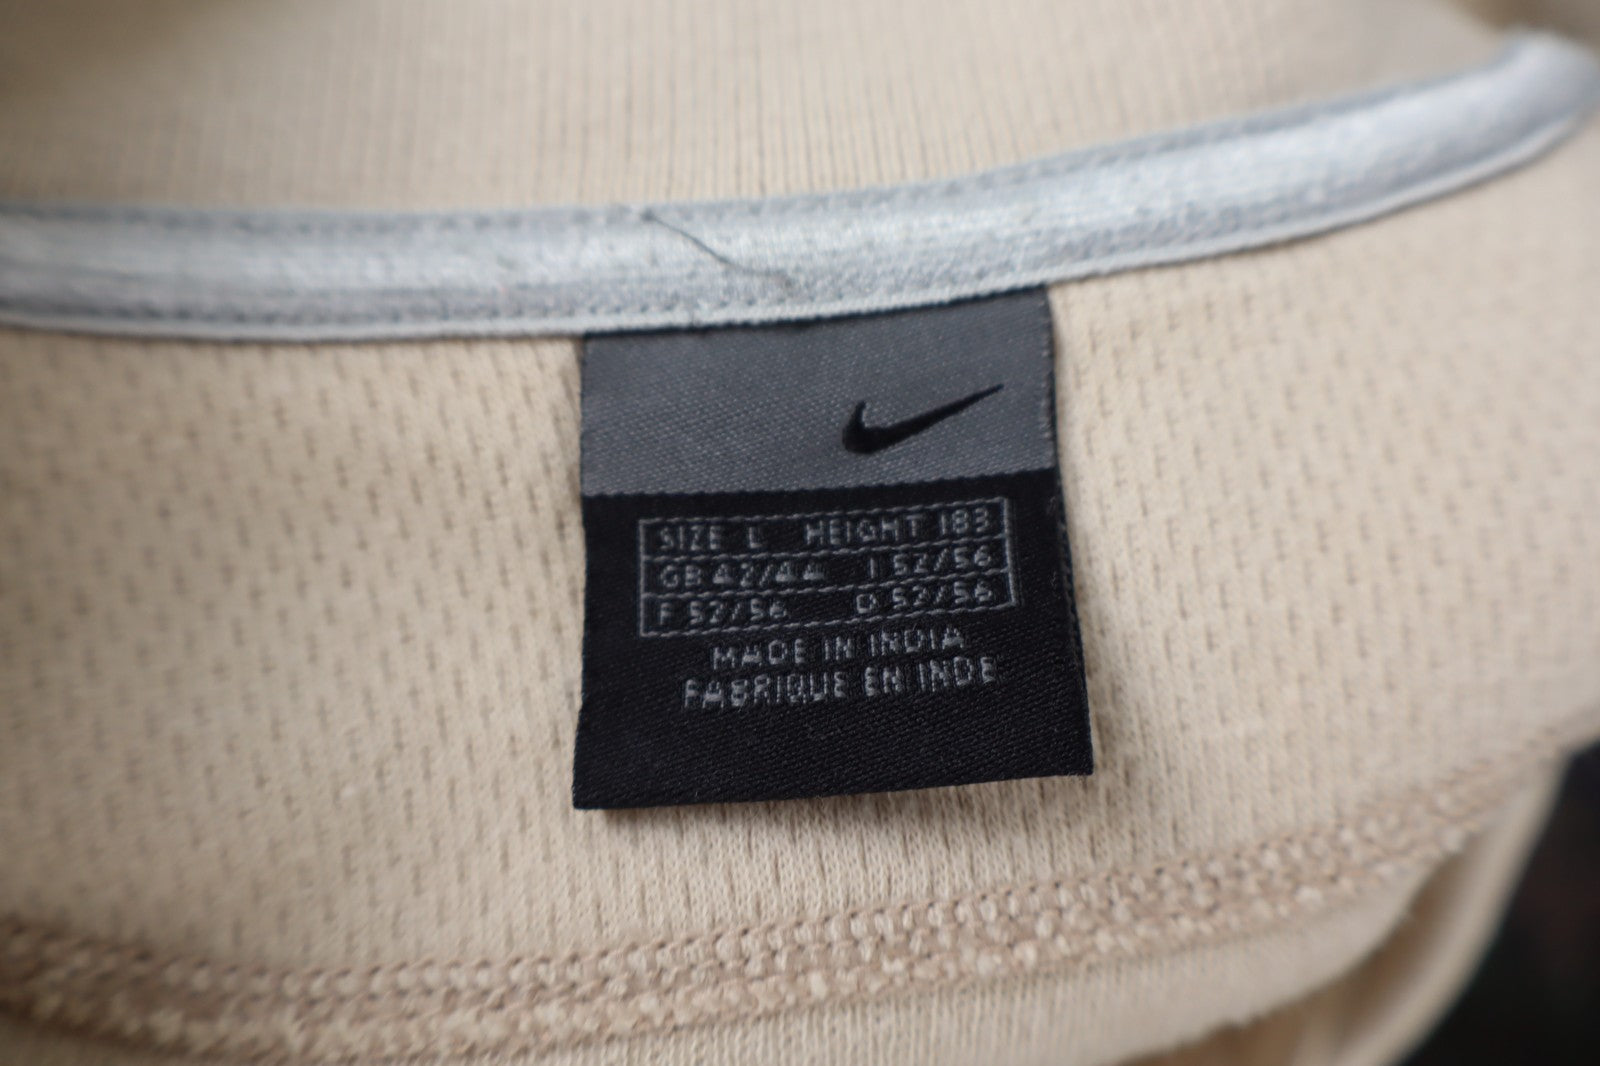 SIZE L HEIGHT 183
GB 42/44 I 52/56
F 52/56 D 52/56
MADE IN INDIA
FABRIQUE EN INDE